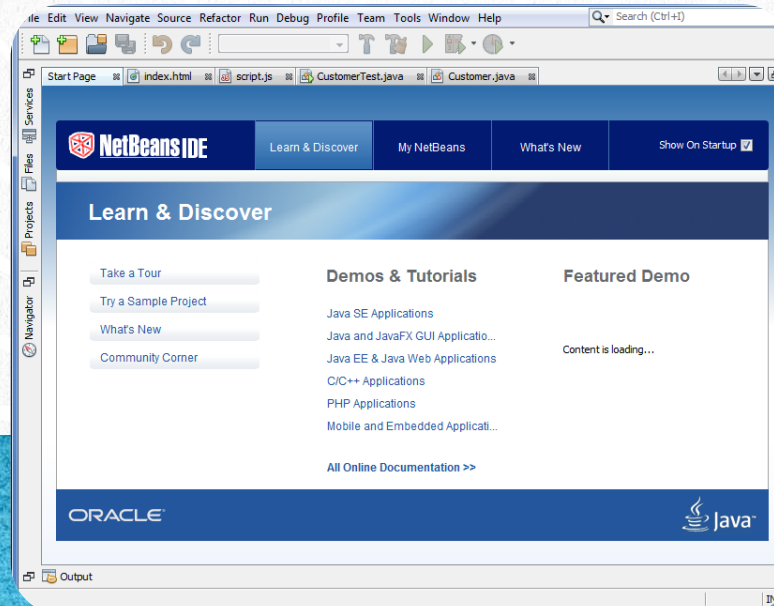 File Edit View Navigate Source Refactor Run Debug Profile Team Tools Window Help
Search (Ctrl+I)
Start Page index.html script.js CustomerTest.java Customer.java
Services
Files
Projects
Navigator
NetBeans IDE
Learn & Discover My NetBeans What's New Show On Startup
Learn & Discover
Take a Tour
Try a Sample Project
What's New
Community Corner
Demos & Tutorials
Java SE Applications
Java and JavaFX GUI Applicatio...
Java EE & Java Web Applications
C/C++ Applications
PHP Applications
Mobile and Embedded Applicati...
All Online Documentation >>
Featured Demo
Content is loading...
ORACLE
Java
Output